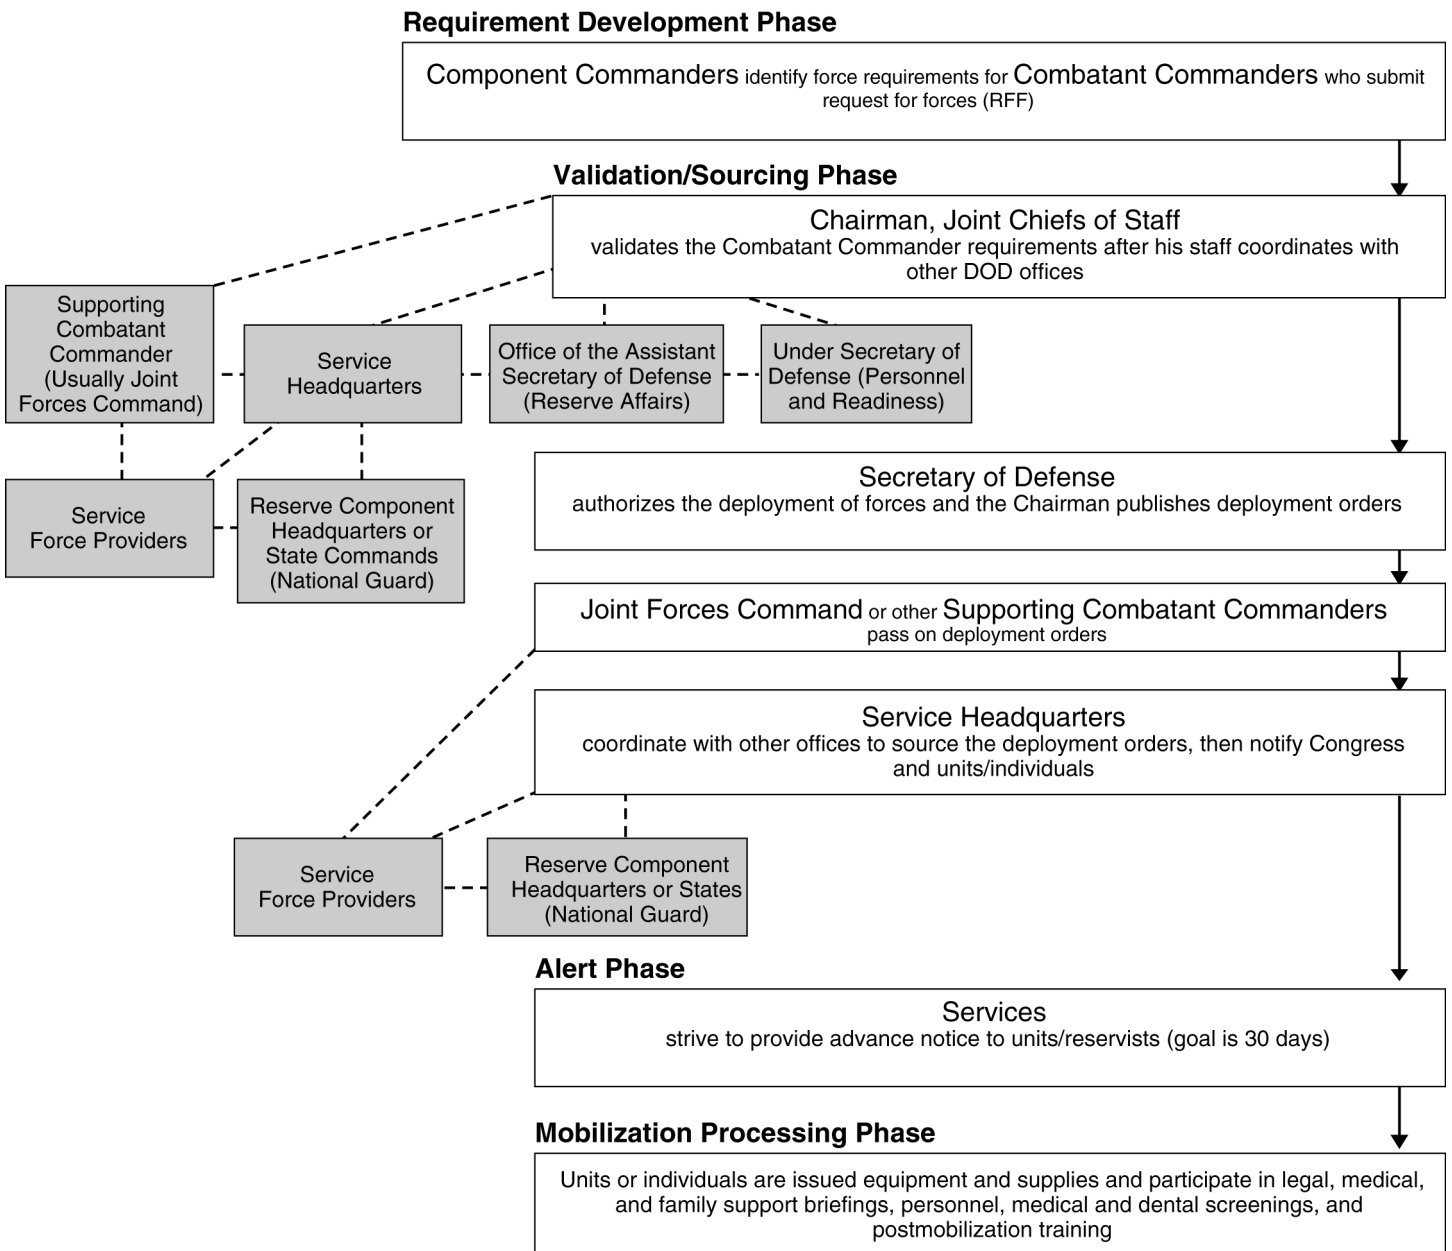 Requirement Development Phase
Component Commanders identify force requirements for Combatant Commanders who submit
request for forces (RFF)
Validation/Sourcing Phase
Chairman, Joint Chiefs of Staff
validates the Combatant Commander requirements after his staff coordinates with
other DOD offices
Supporting
Combatant
Commander
(Usually Joint
Forces Command)
Service
Headquarters
Office of the Assistant
Secretary of Defense
(Reserve Affairs)
Under Secretary of
Defense (Personnel
and Readiness)
Service
Force Providers
Reserve Component
Headquarters or
State Commands
(National Guard)
Secretary of Defense
authorizes the deployment of forces and the Chairman publishes deployment orders
Joint Forces Command or other Supporting Combatant Commanders
pass on deployment orders
Service Headquarters
coordinate with other offices to source the deployment orders, then notify Congress
and units/individuals
Service
Force Providers
Reserve Component
Headquarters or States
(National Guard)
Alert Phase
Services
strive to provide advance notice to units/reservists (goal is 30 days)
Mobilization Processing Phase
Units or individuals are issued equipment and supplies and participate in legal, medical,
and family support briefings, personnel, medical and dental screenings, and
postmobilization training